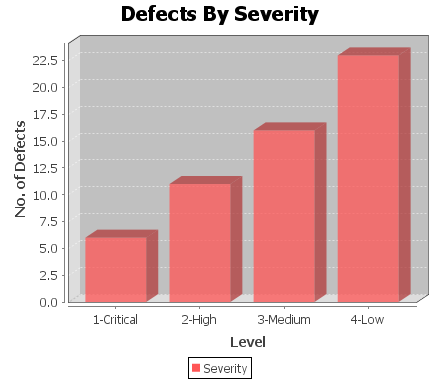 Defects By Severity
No. of Defects
22.5
20.0
17.5
15.0
12.5
10.0
7.5
5.0
2.5
0.0
1-Critical 2-High 3-Medium 4-Low
Level
Severity